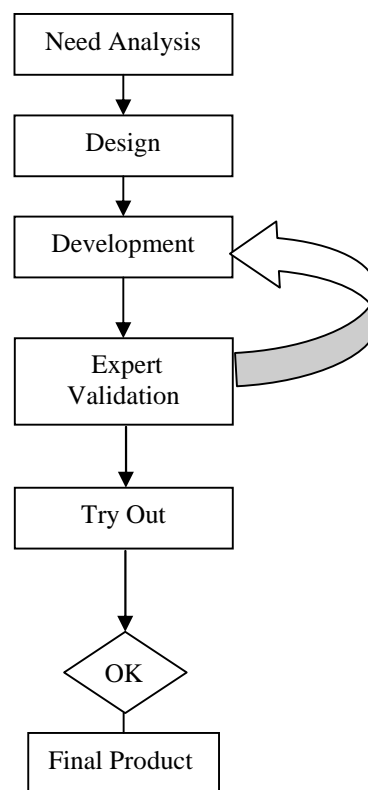 Need Analysis
Design
Development
Expert
Validation
Try Out
OK
Final Product